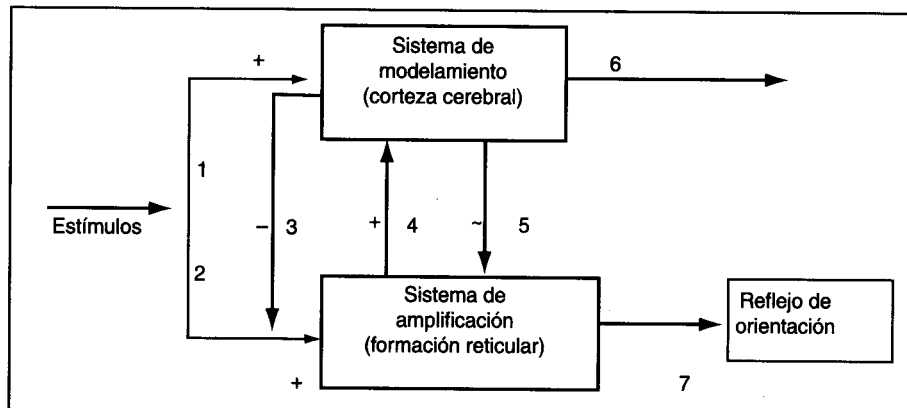 Sistema de
modelamiento
(corteza cerebral)
+
6
1
Estímulos
− 3
+ 4
~ 5
2
Sistema de
amplificación
(formación reticular)
Reflejo de
orientación
+
7